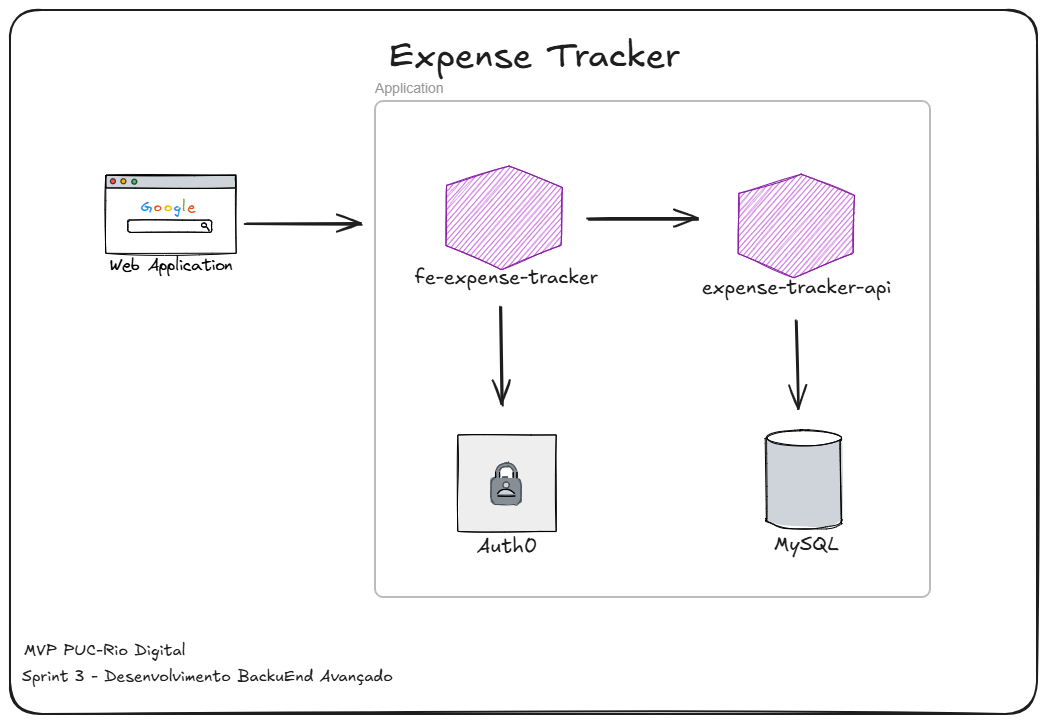 Expense Tracker
Application
Google
Web Application
fe-expense-tracker
expense-tracker-api
Auth0
MySQL
MVP PUC-Rio Digital
Sprint 3 - Desenvolvimento BackuEnd Avançado